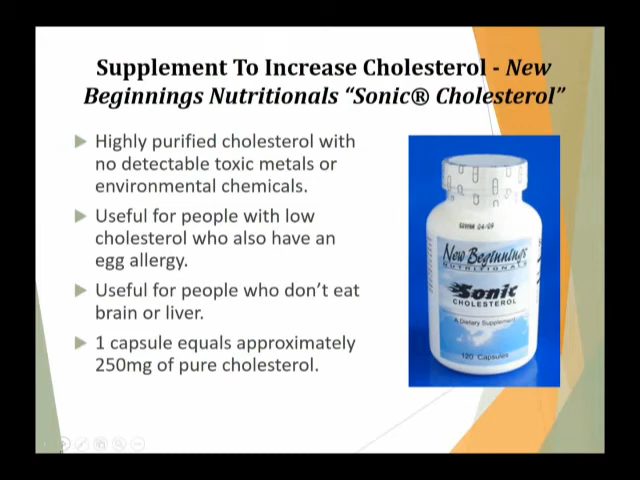 Supplement To Increase Cholesterol - New
Beginnings Nutritionals “Sonic® Cholesterol”
Highly purified cholesterol with
no detectable toxic metals or
environmental chemicals.
Useful for people with low
cholesterol who also have an
egg allergy.
Useful for people who don’t eat
brain or liver.
1 capsule equals approximately
250mg of pure cholesterol.
New Beginnings
NUTRITIONALS
Sonic
CHOLESTEROL
A Dietary Supplement
120 Capsules